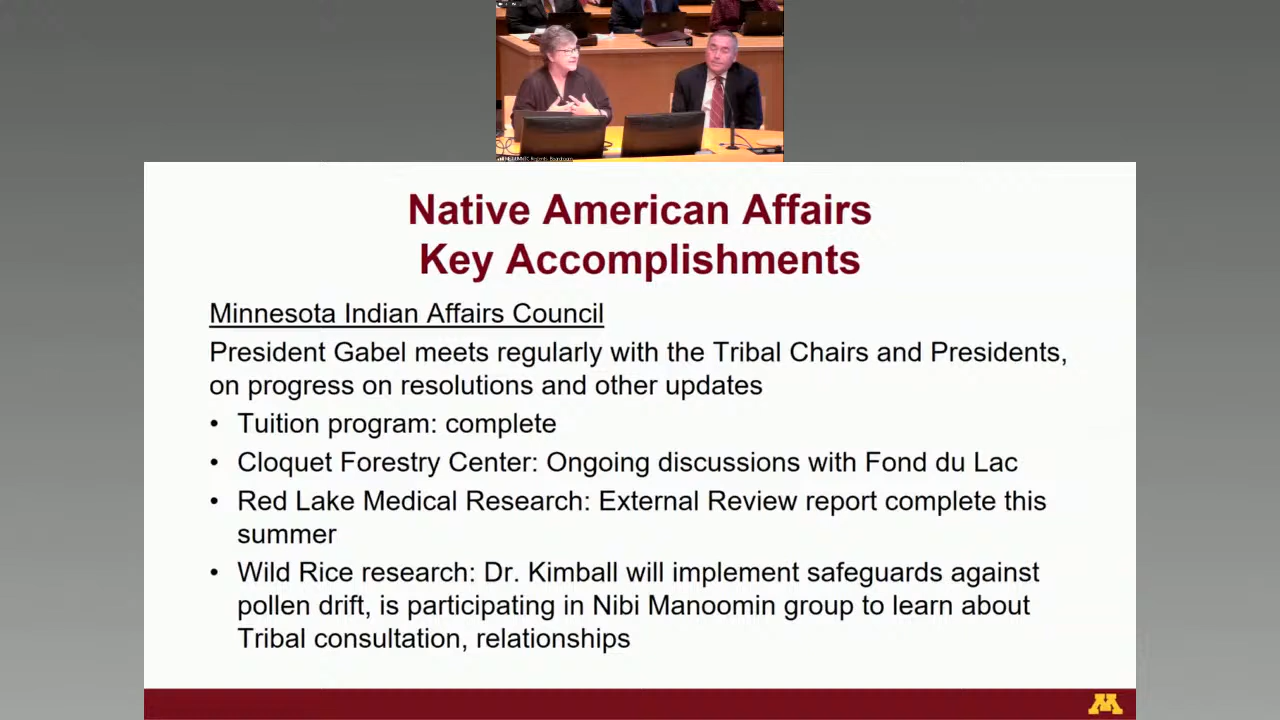 Native American Affairs
Key Accomplishments
Minnesota Indian Affairs Council
President Gabel meets regularly with the Tribal Chairs and Presidents,
on progress on resolutions and other updates
• Tuition program: complete
• Cloquet Forestry Center: Ongoing discussions with Fond du Lac
• Red Lake Medical Research: External Review report complete this
summer
• Wild Rice research: Dr. Kimball will implement safeguards against
pollen drift, is participating in Nibi Manoomin group to learn about
Tribal consultation, relationships
M